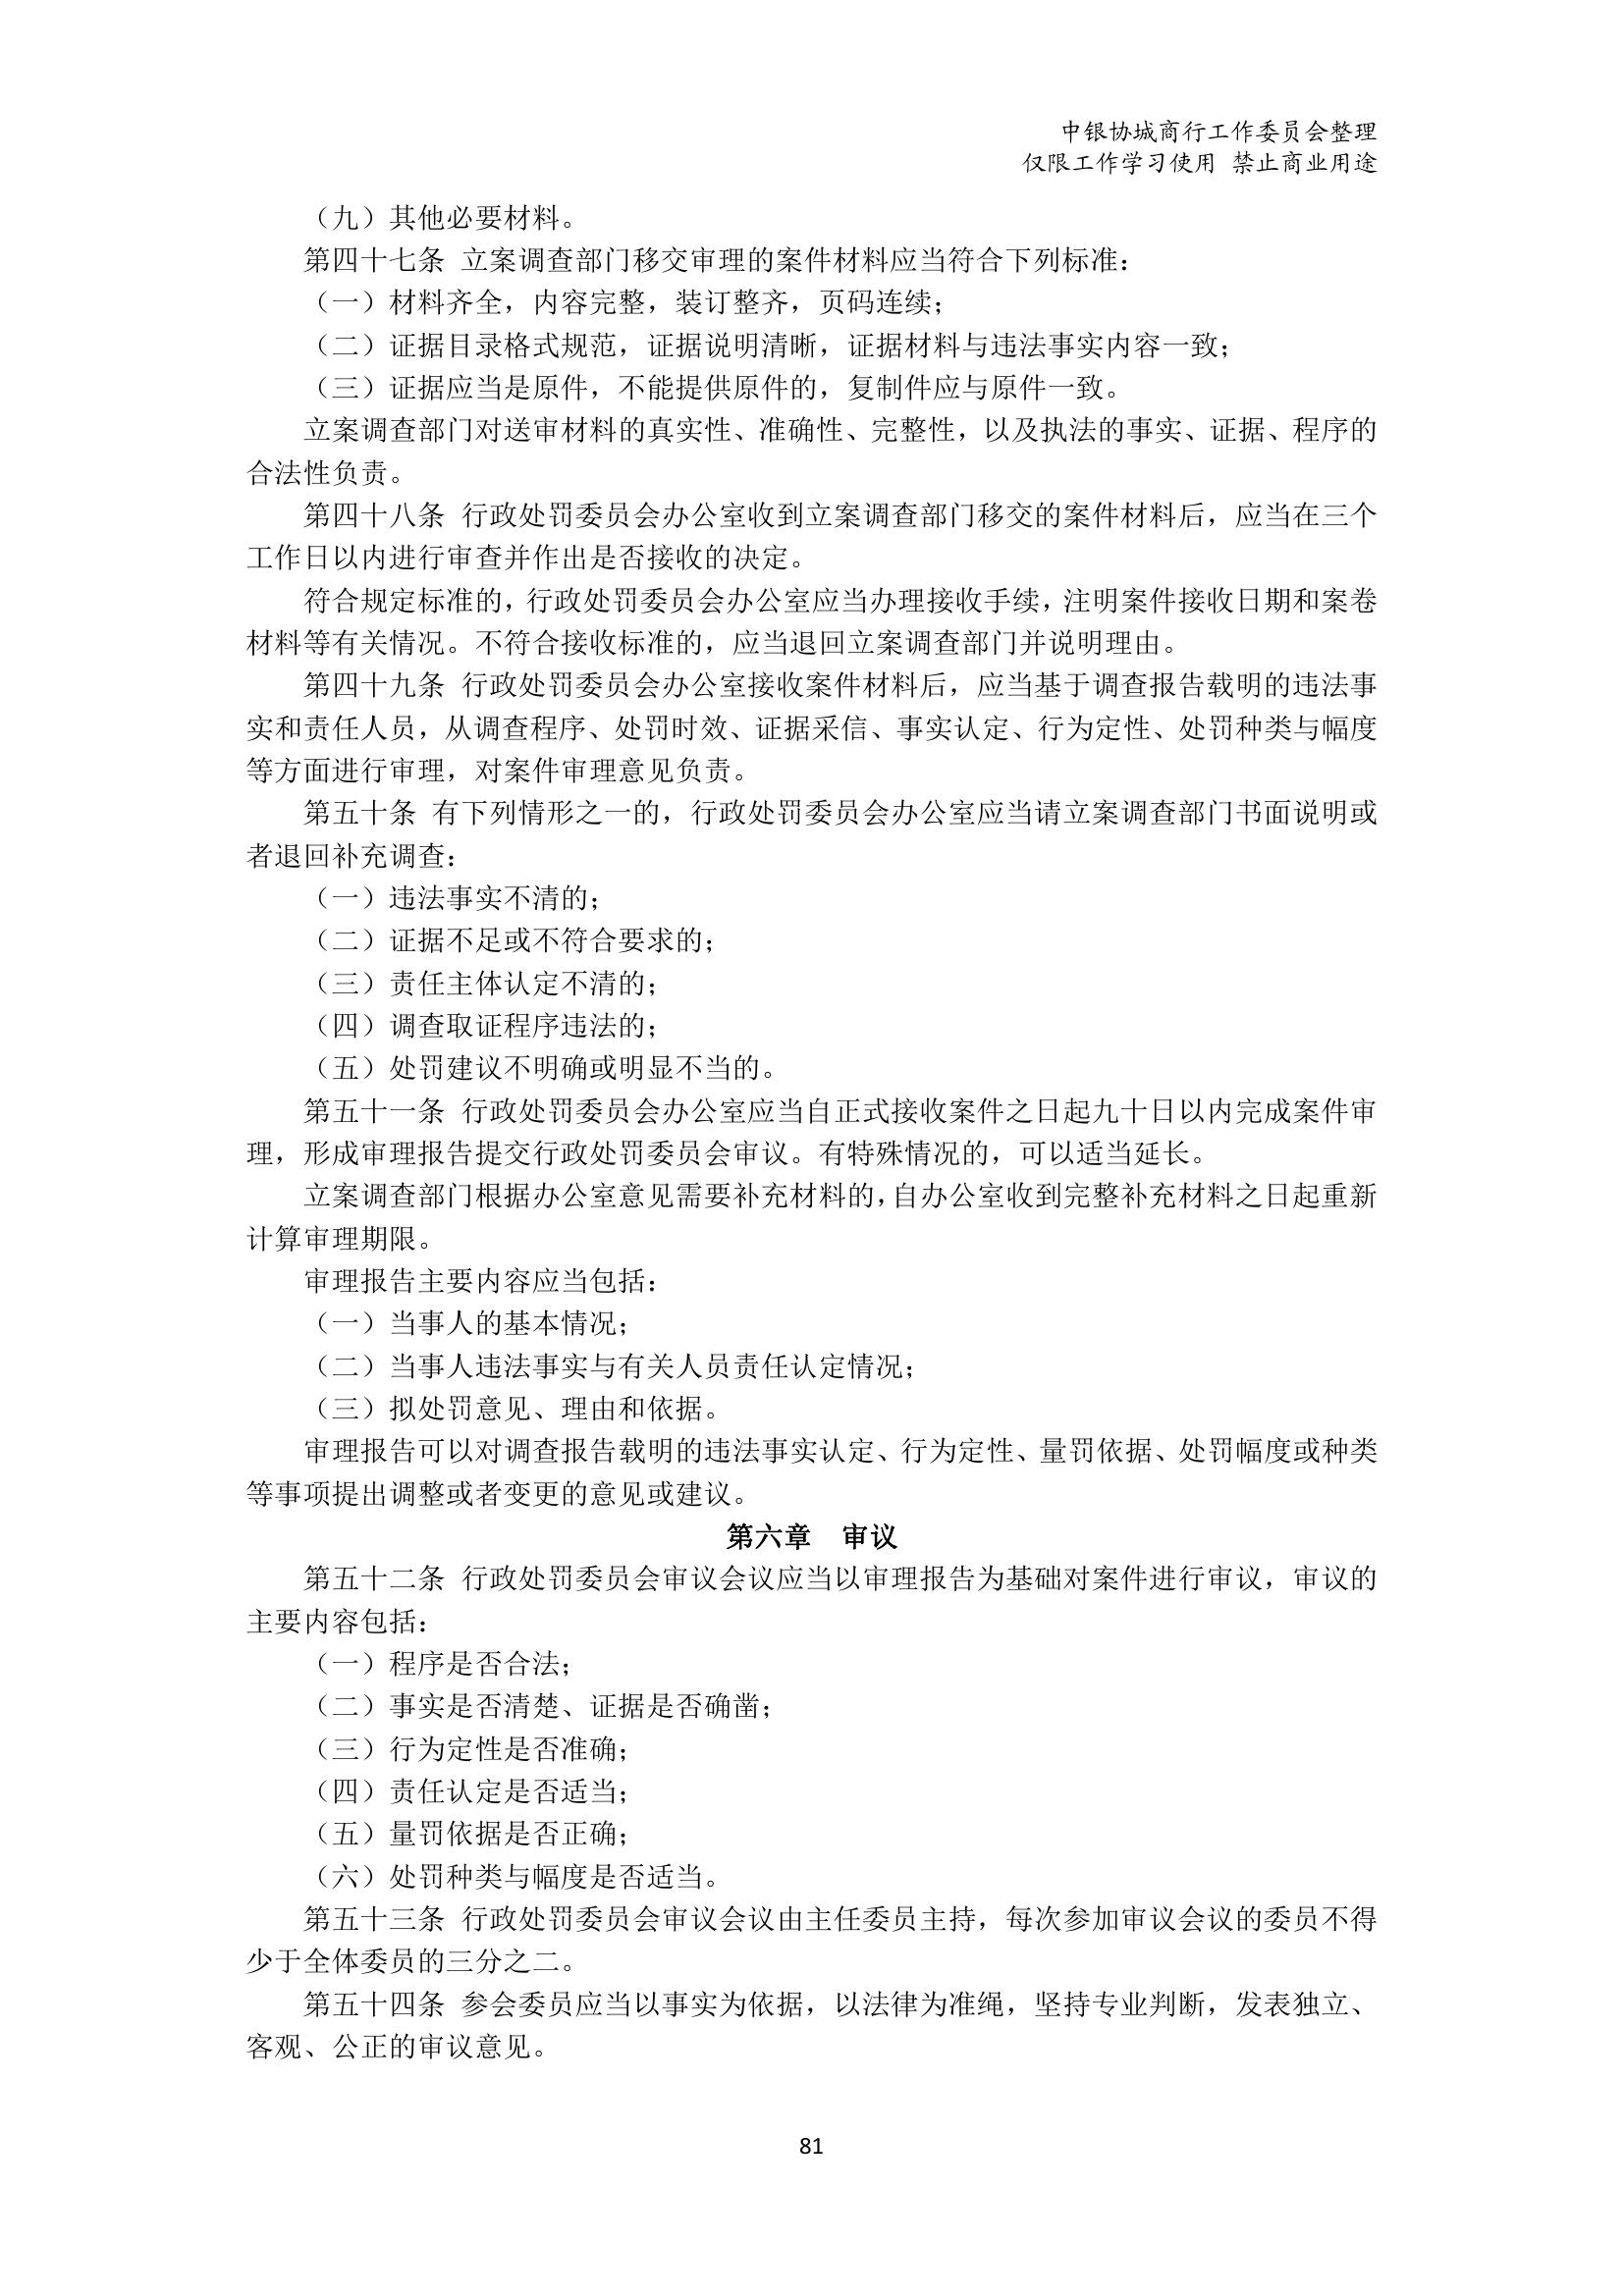 中银协城商行工作委员会整理
仅限工作学习使用 禁止商业用途
（九）其他必要材料。
第四十七条 立案调查部门移交审理的案件材料应当符合下列标准：
（一）材料齐全，内容完整，装订整齐，页码连续；
（二）证据目录格式规范，证据说明清晰，证据材料与违法事实内容一致；
（三）证据应当是原件，不能提供原件的，复制件应与原件一致。
立案调查部门对送审材料的真实性、准确性、完整性，以及执法的事实、证据、程序的
合法性负责。
第四十八条 行政处罚委员会办公室收到立案调查部门移交的案件材料后，应当在三个
工作日以内进行审查并作出是否接收的决定。
符合规定标准的，行政处罚委员会办公室应当办理接收手续，注明案件接收日期和案卷
材料等有关情况。不符合接收标准的，应当退回立案调查部门并说明理由。
第四十九条 行政处罚委员会办公室接收案件材料后，应当基于调查报告载明的违法事
实和责任人员，从调查程序、处罚时效、证据采信、事实认定、行为定性、处罚种类与幅度
等方面进行审理，对案件审理意见负责。
第五十条 有下列情形之一的，行政处罚委员会办公室应当请立案调查部门书面说明或
者退回补充调查：
（一）违法事实不清的；
（二）证据不足或不符合要求的；
（三）责任主体认定不清的；
（四）调查取证程序违法的；
（五）处罚建议不明确或明显不当的。
第五十一条 行政处罚委员会办公室应当自正式接收案件之日起九十日以内完成案件审
理，形成审理报告提交行政处罚委员会审议。有特殊情况的，可以适当延长。
立案调查部门根据办公室意见需要补充材料的，自办公室收到完整补充材料之日起重新
计算审理期限。
审理报告主要内容应当包括：
（一）当事人的基本情况；
（二）当事人违法事实与有关人员责任认定情况；
（三）拟处罚意见、理由和依据。
审理报告可以对调查报告载明的违法事实认定、行为定性、量罚依据、处罚幅度或种类
等事项提出调整或者变更的意见或建议。
第六章 审议
第五十二条 行政处罚委员会审议会议应当以审理报告为基础对案件进行审议，审议的
主要内容包括：
（一）程序是否合法；
（二）事实是否清楚、证据是否确凿；
（三）行为定性是否准确；
（四）责任认定是否适当；
（五）量罚依据是否正确；
（六）处罚种类与幅度是否适当。
第五十三条 行政处罚委员会审议会议由主任委员主持，每次参加审议会议的委员不得
少于全体委员的三分之二。
第五十四条 参会委员应当以事实为依据，以法律为准绳，坚持专业判断，发表独立、
客观、公正的审议意见。
81